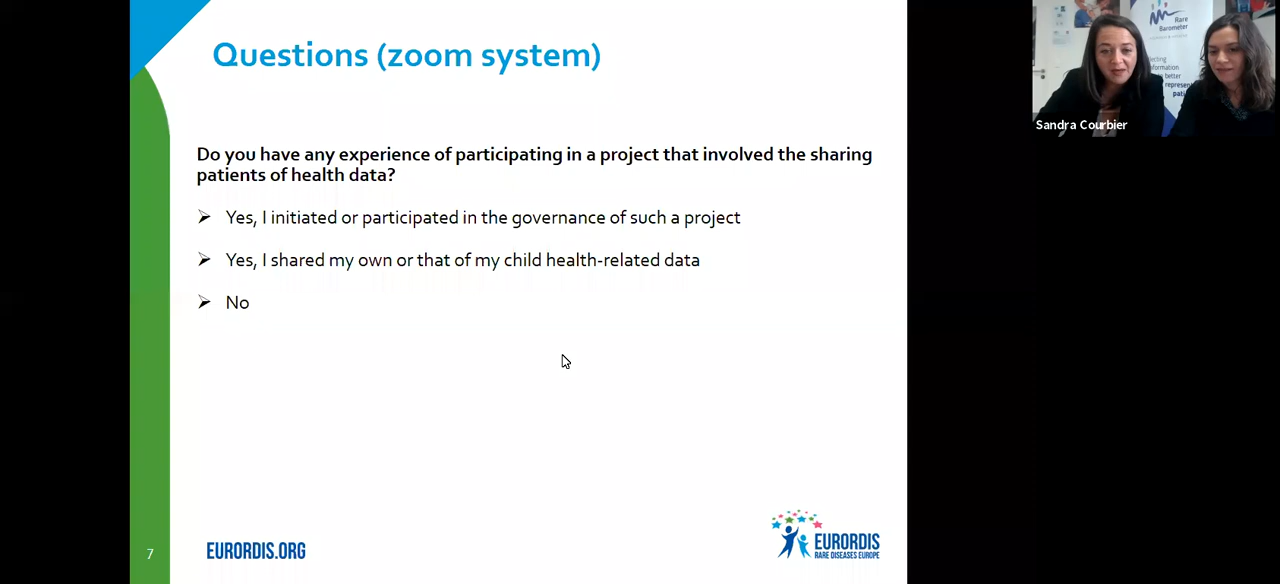 Questions (zoom system)
Do you have any experience of participating in a project that involved the sharing
patients of health data?
Yes, I initiated or participated in the governance of such a project
Yes, I shared my own or that of my child health-related data
No
7
EURORDIS.ORG
EURORDIS
RARE DISEASES EUROPE
Rare
Barometer
Sandra Courbier